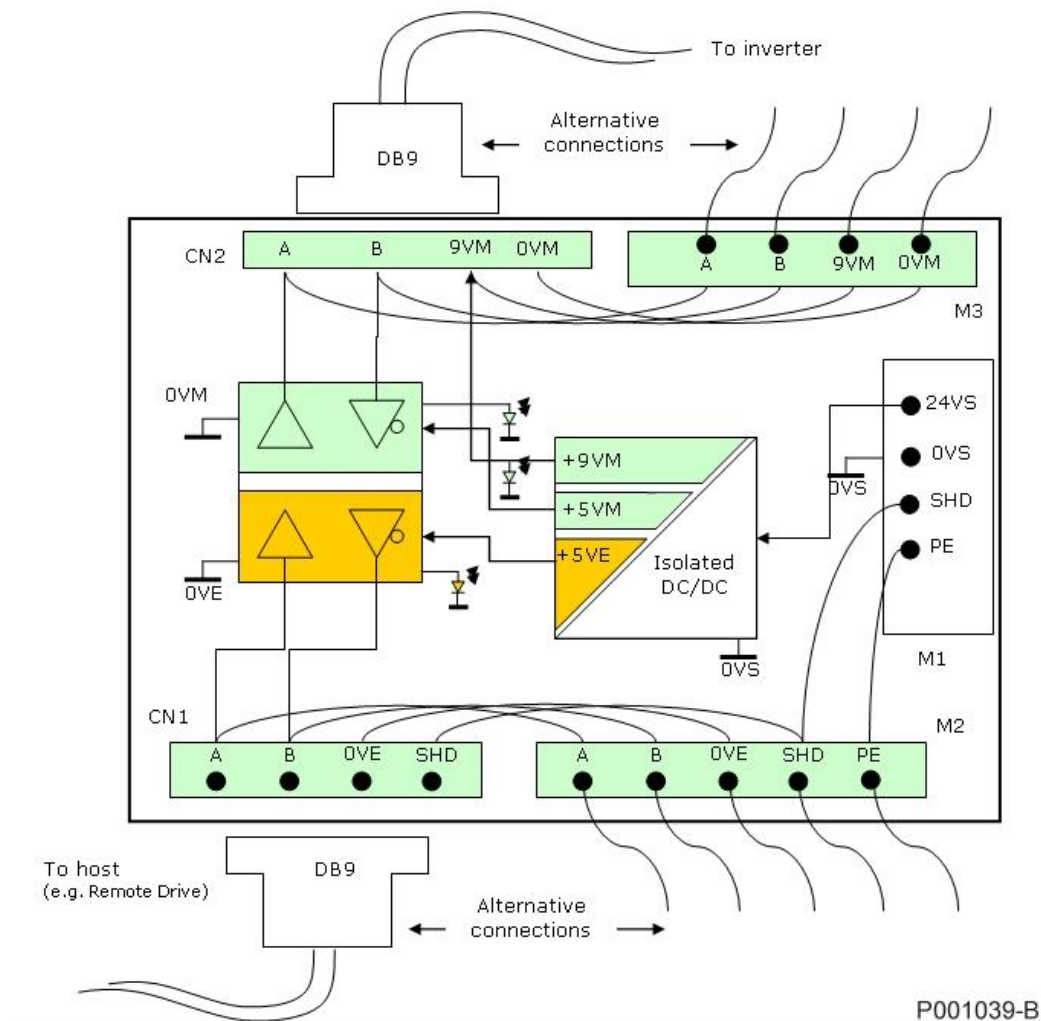 To inverter
Alternative
connections
DB9
CN2
A B 9VM 0VM
A B 9VM 0VM
M3
0VM
24VS
0VS
0VS
SHD
PE
+9VM
+5VM
+5VE
Isolated
DC/DC
0VE
0VS
M1
CN1
M2
A B 0VE SHD
A B 0VE SHD PE
To host
(e.g. Remote Drive)
DB9
Alternative
connections
P001039-B